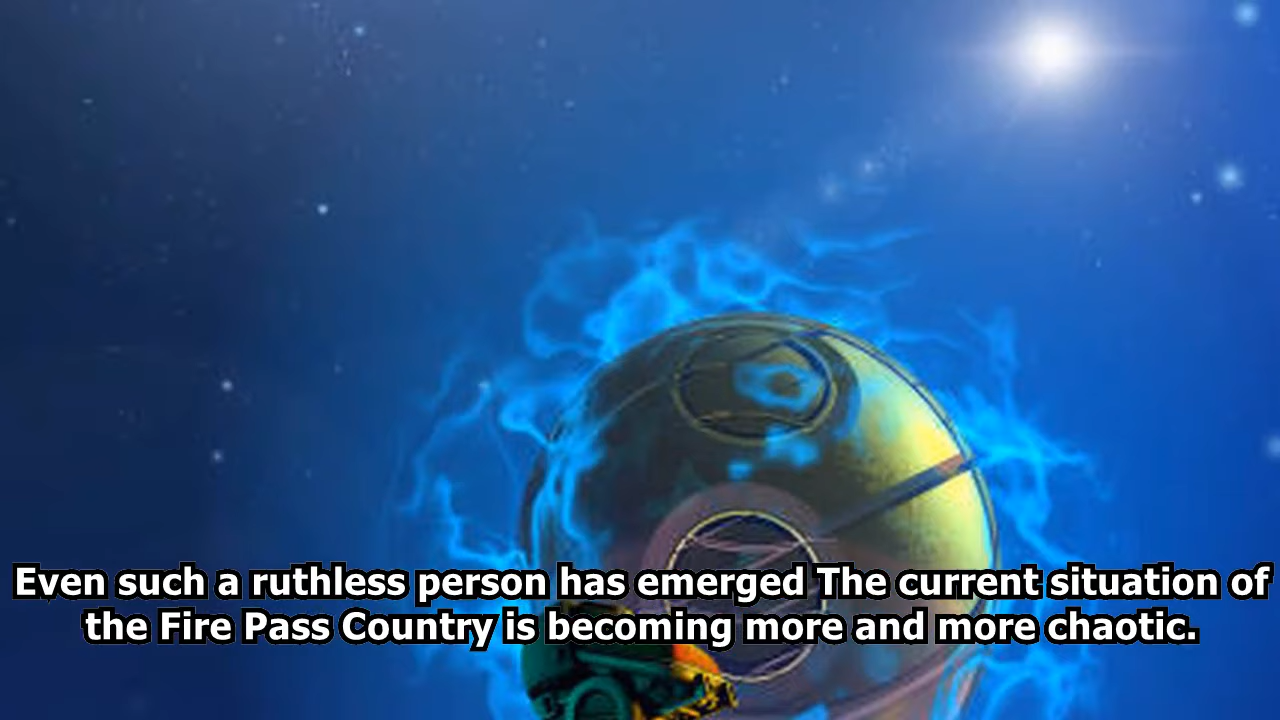 Even such a ruthless person has emerged The current situation of
the Fire Pass Country is becoming more and more chaotic.